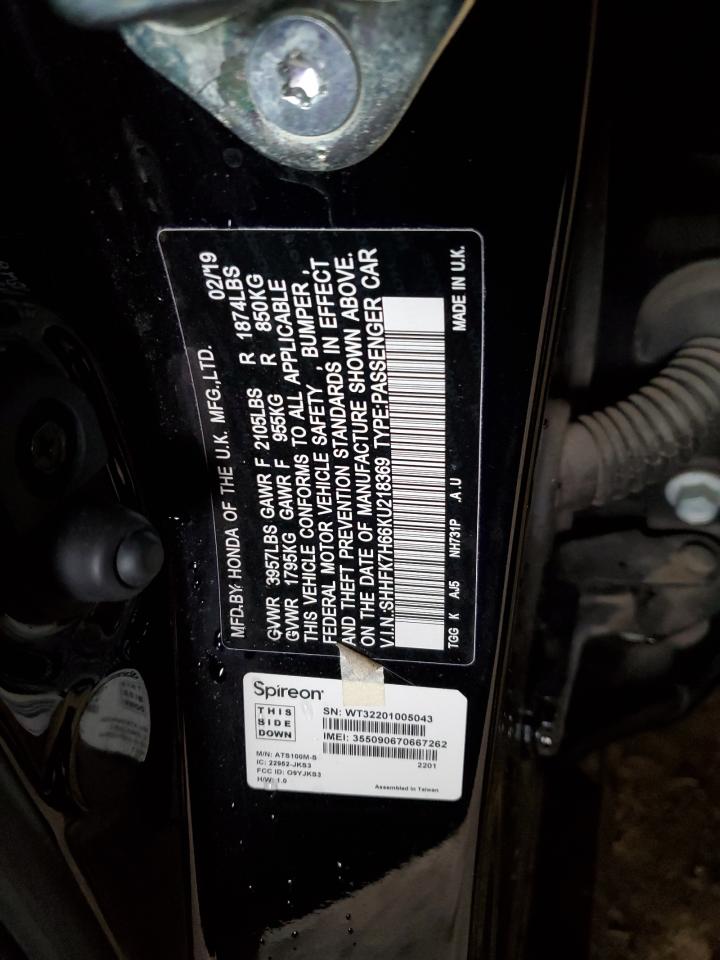 MFD.BY HONDA OF THE U.K. MFG.,LTD. 02/'19
GVWR 3957LBS GAWR F 2105LBS R 1874LBS
GVWR 1795KG GAWR F 955KG R 850KG
THIS VEHICLE CONFORMS TO ALL APPLICABLE
FEDERAL MOTOR VEHICLE SAFETY, BUMPER,
AND THEFT PREVENTION STANDARDS IN EFFECT
ON THE DATE OF MANUFACTURE SHOWN ABOVE.
V.I.N.:SHHFK7H66KU218369 TYPE:PASSENGER CAR
TGG K AJ5 NH731P .A.U MADE IN U.K.
Spireon
THIS
SIDE
DOWN
SN: WT32201005043
IMEI: 355090670667262
2201
M/N: ATS100M-S
IC: 22952-JKS3
FCC ID: O9YJKS3
H/W: 1.0
Assembled in Taiwan